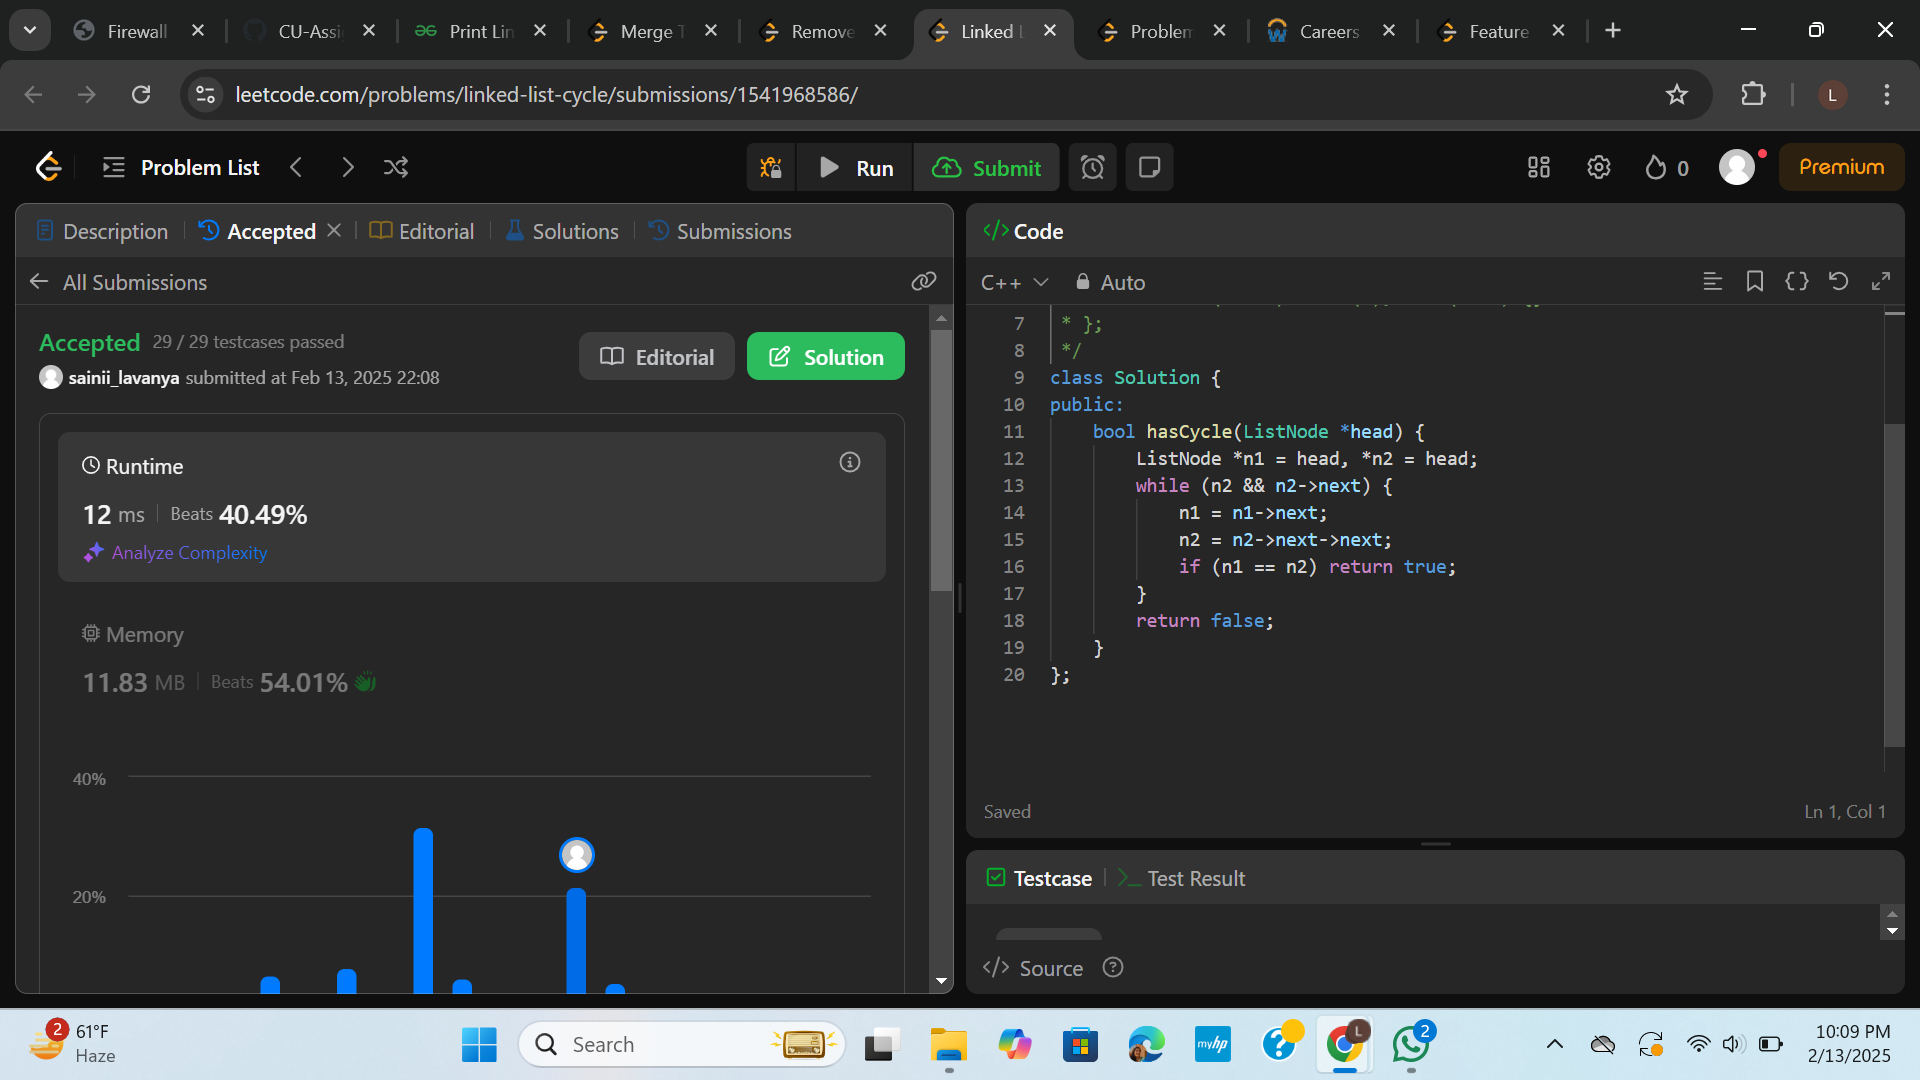 Firewall
CU-Assi
Print Lin
Merge T
Remove
Linked L
Problem
Careers
Feature
leetcode.com/problems/linked-list-cycle/submissions/1541968586/
L
Problem List
Run
Submit
0
Premium
Description
Accepted
Editorial
Solutions
Submissions
All Submissions
Accepted 29 / 29 testcases passed
sainii_lavanya submitted at Feb 13, 2025 22:08
Editorial
Solution
Runtime
12 ms Beats 40.49%
Analyze Complexity
Memory
11.83 MB Beats 54.01%
40%
20%
</> Code
C++ Auto
7 * };
8 */
9 class Solution {
10 public:
11 bool hasCycle(ListNode *head) {
12 ListNode *n1 = head, *n2 = head;
13 while (n2 && n2->next) {
14 n1 = n1->next;
15 n2 = n2->next->next;
16 if (n1 == n2) return true;
17 }
18 return false;
19 }
20 };
Saved
Ln 1, Col 1
Testcase
>_ Test Result
</> Source ?
2
61°F
Haze
Search
myhp
?
L
2
10:09 PM
2/13/2025